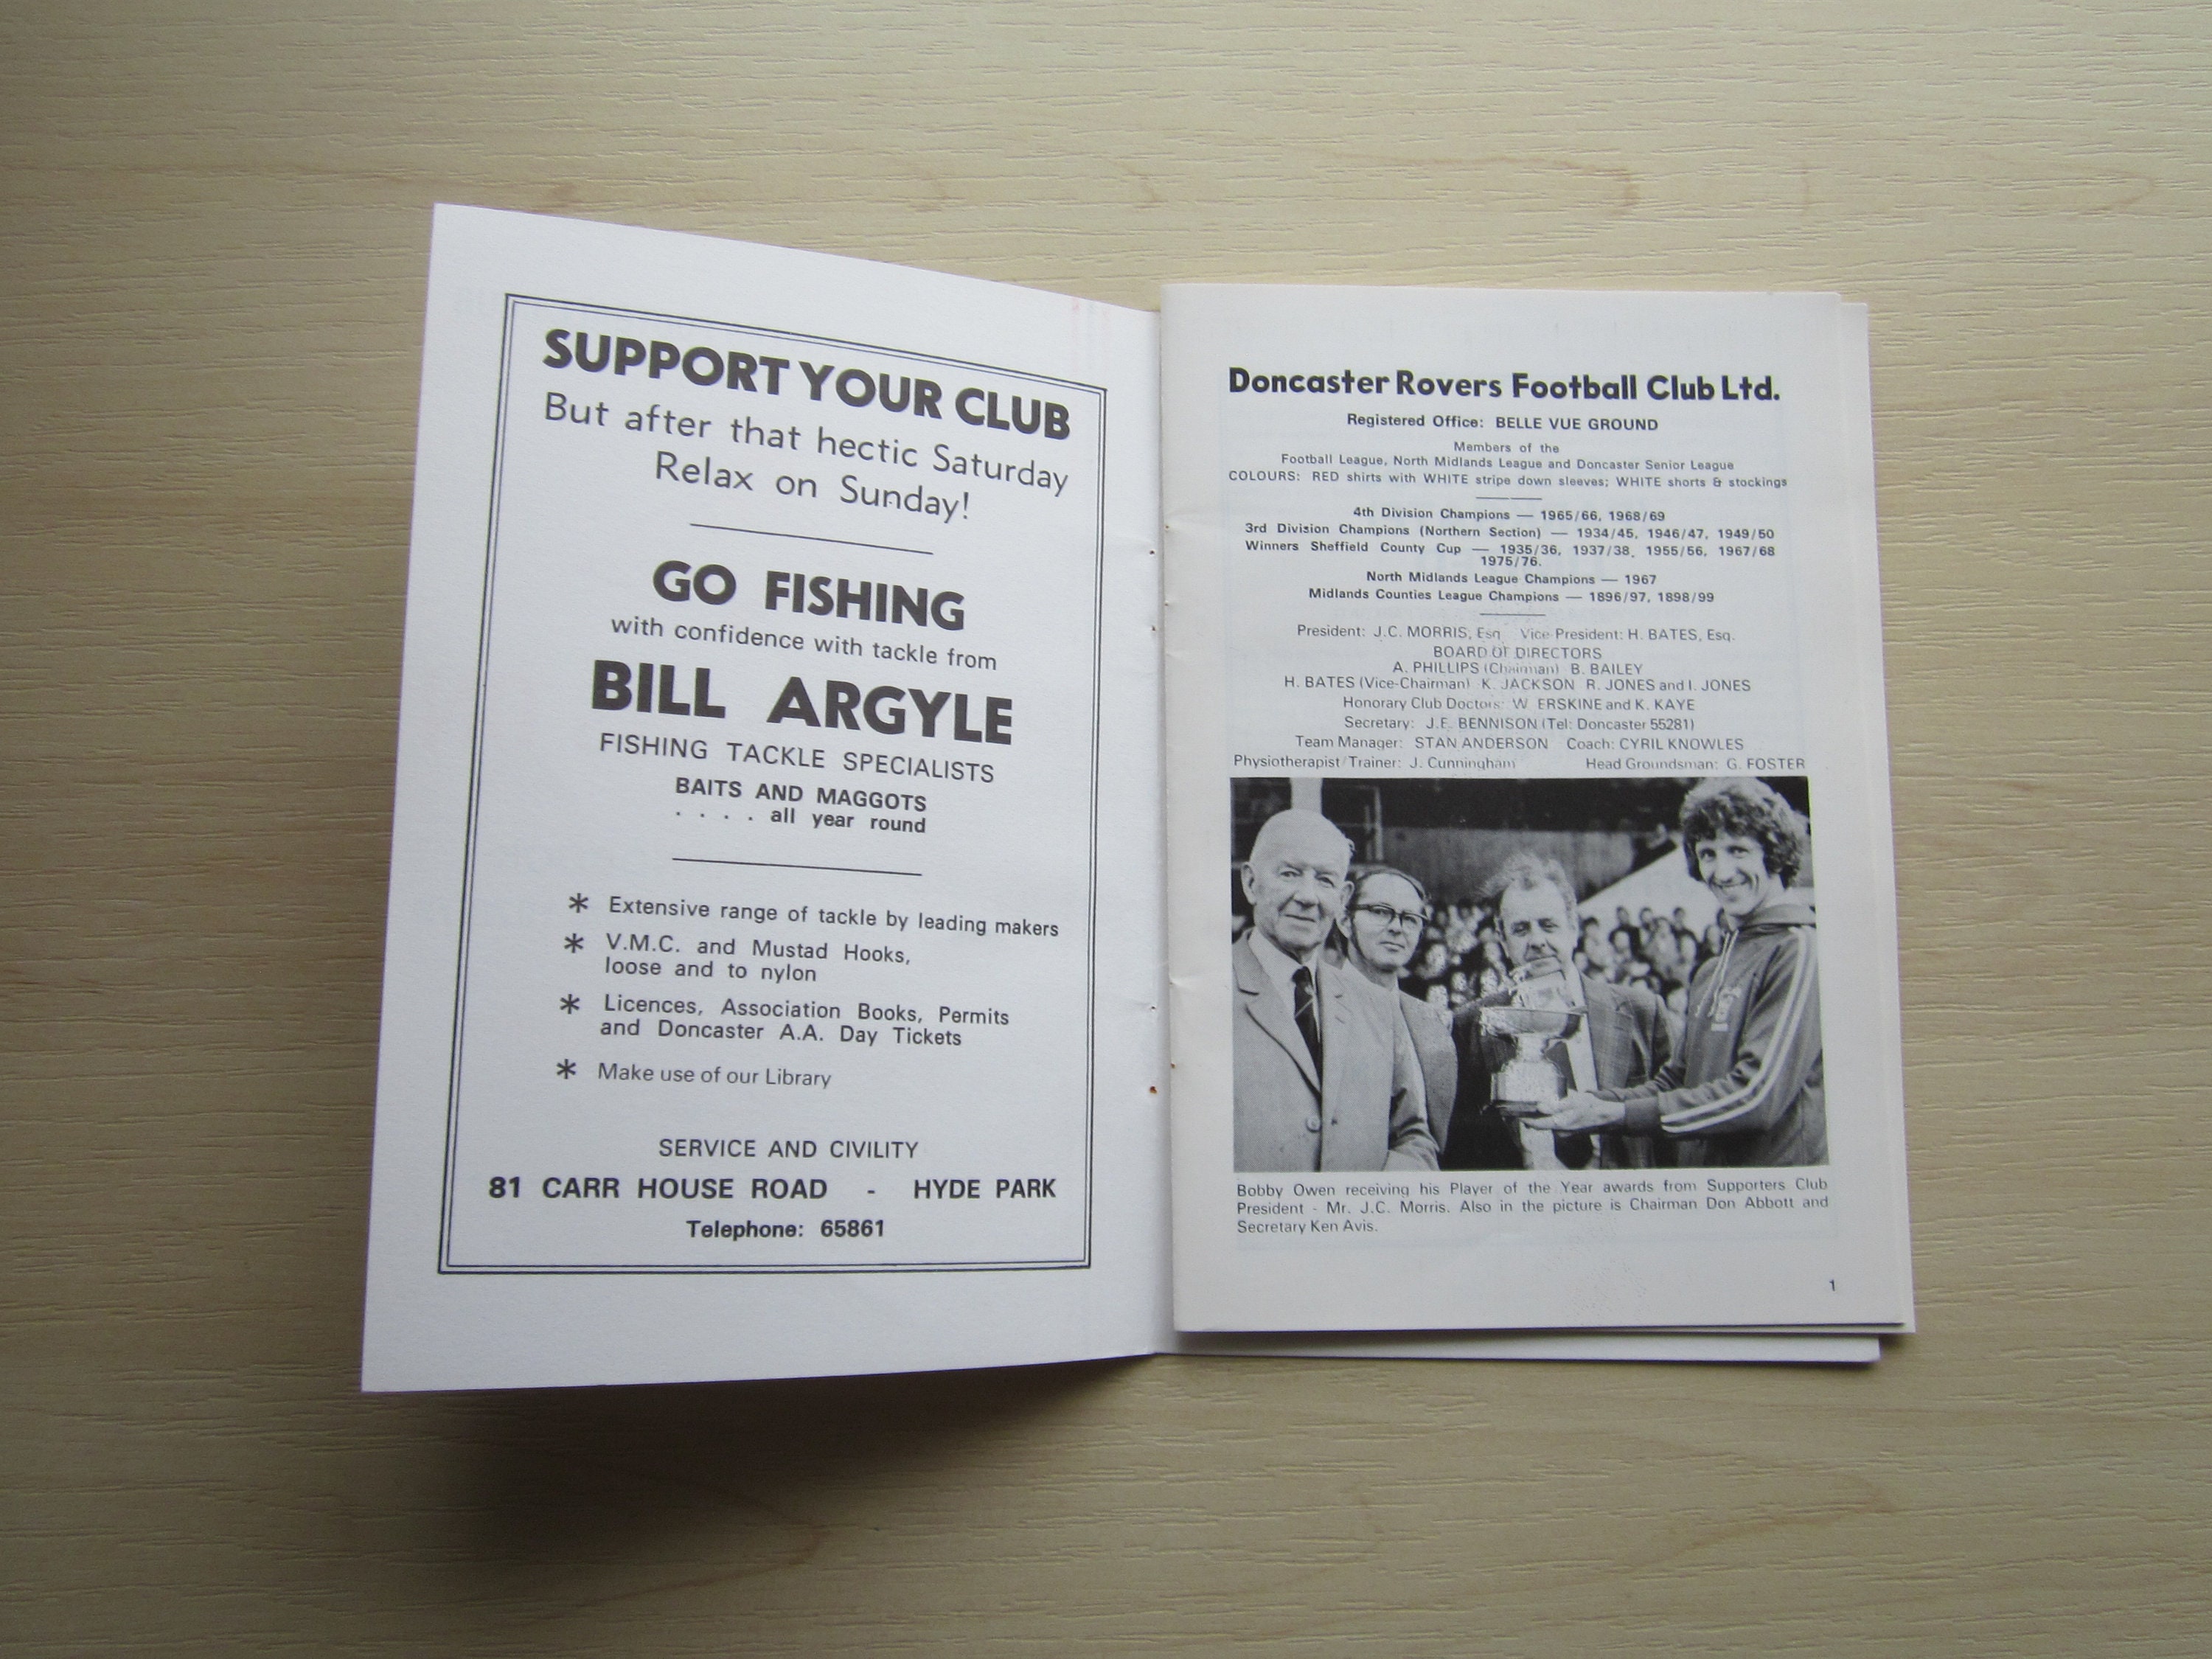 SUPPORT YOUR CLUB
But after that hectic Saturday
Relax on Sunday!
GO FISHING
with confidence with tackle from
BILL ARGYLE
FISHING TACKLE SPECIALISTS
BAITS AND MAGGOTS
. . . . all year round
* Extensive range of tackle by leading makers
* V.M.C. and Mustad Hooks,
loose and to nylon
* Licences, Association Books, Permits
and Doncaster A.A. Day Tickets
* Make use of our Library
SERVICE AND CIVILITY
81 CARR HOUSE ROAD - HYDE PARK
Telephone: 65861
Doncaster Rovers Football Club Ltd.
Registered Office: BELLE VUE GROUND
Members of the
Football League, North Midlands League and Doncaster Senior League
COLOURS: RED shirts with WHITE stripe down sleeves; WHITE shorts & stockings
4th Division Champions — 1965/66, 1968/69
3rd Division Champions (Northern Section) — 1934/45, 1946/47, 1949/50
Winners Sheffield County Cup — 1935/36, 1937/38, 1955/56, 1967/68
1975/76.
North Midlands League Champions — 1967
Midlands Counties League Champions — 1896/97, 1898/99
President: J.C. MORRIS, Esq Vice President: H. BATES, Esq.
BOARD OF DIRECTORS
A. PHILLIPS (Chairman) B. BAILEY
H. BATES (Vice-Chairman) K. JACKSON R. JONES and I. JONES
Honorary Club Doctors: W. ERSKINE and K. KAYE
Secretary: J.E. BENNISON (Tel: Doncaster 55281)
Team Manager: STAN ANDERSON Coach: CYRIL KNOWLES
Physiotherapist/Trainer: J. Cunningham Head Groundsman: G. FOSTER
Bobby Owen receiving his Player of the Year awards from Supporters Club
President - Mr. J.C. Morris. Also in the picture is Chairman Don Abbott and
Secretary Ken Avis.
1